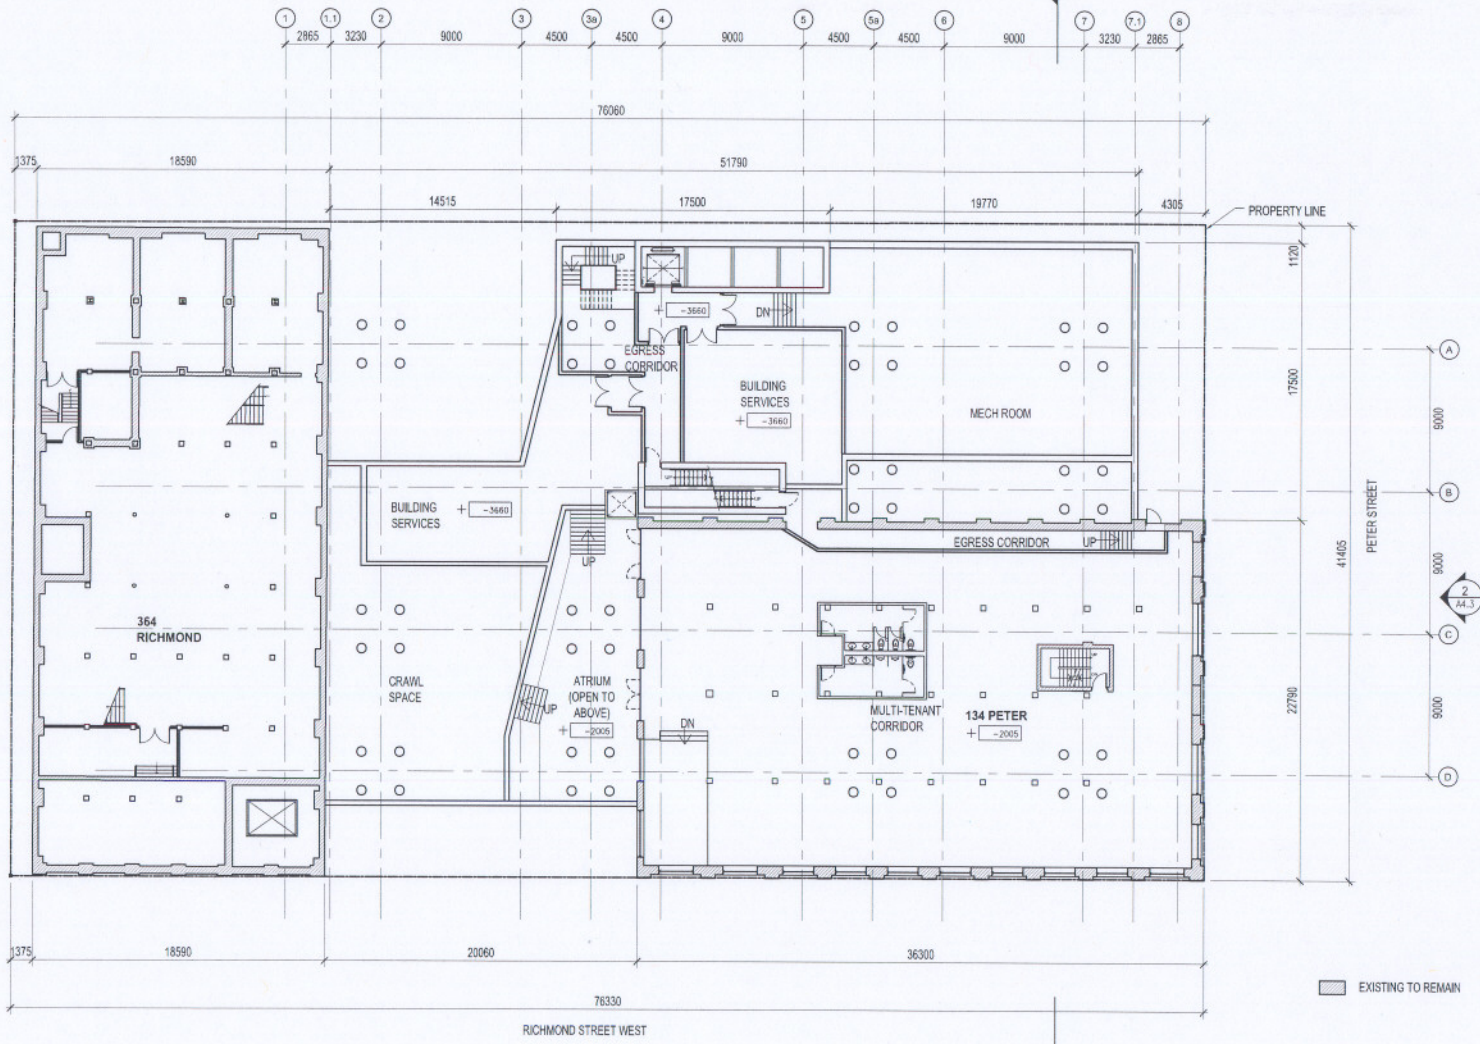 1 1.1 2 3 3a 4 5 5a 6 7 7.1 8
2865 3230 9000 4500 4500 9000 4500 4500 9000 3230 2865
76060
1375 18590 51790
14515 17500 19770 4305
PROPERTY LINE
1120
UP
-3660
DN
EGRESS
CORRIDOR
A
17500
BUILDING
SERVICES
-3660
MECH ROOM
9000
UP
UP
B
BUILDING
SERVICES
-3660
PETER STREET
EGRESS CORRIDOR UP
41405
UP
9000
2
A4.3
364
RICHMOND
C
CRAWL
SPACE
ATRIUM
(OPEN TO
ABOVE)
-2005
UP
22790
9000
DN
MULTI-TENANT
CORRIDOR
134 PETER
-2005
D
1375 18590 20060 36300
76330
EXISTING TO REMAIN
RICHMOND STREET WEST